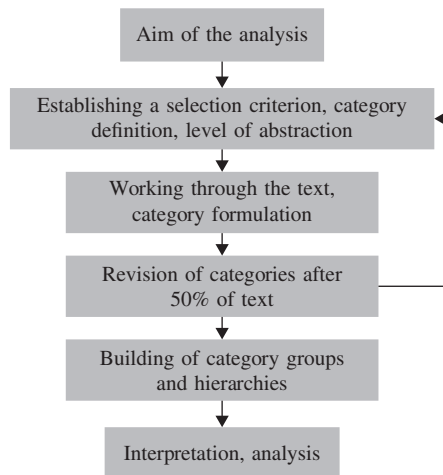 Aim of the analysis
Establishing a selection criterion, category
definition, level of abstraction
Working through the text,
category formulation
Revision of categories after
50% of text
Building of category groups
and hierarchies
Interpretation, analysis